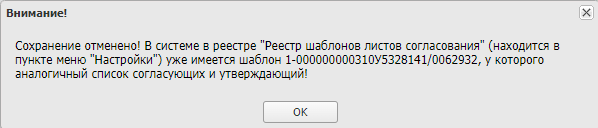 Внимание!
Сохранение отменено! В системе в реестре "Реестр шаблонов листов согласования" (находится в
пункте меню "Настройки") уже имеется шаблон 1-000000000310У5328141/0062932, у которого
аналогичный список согласующих и утверждающий!
OK